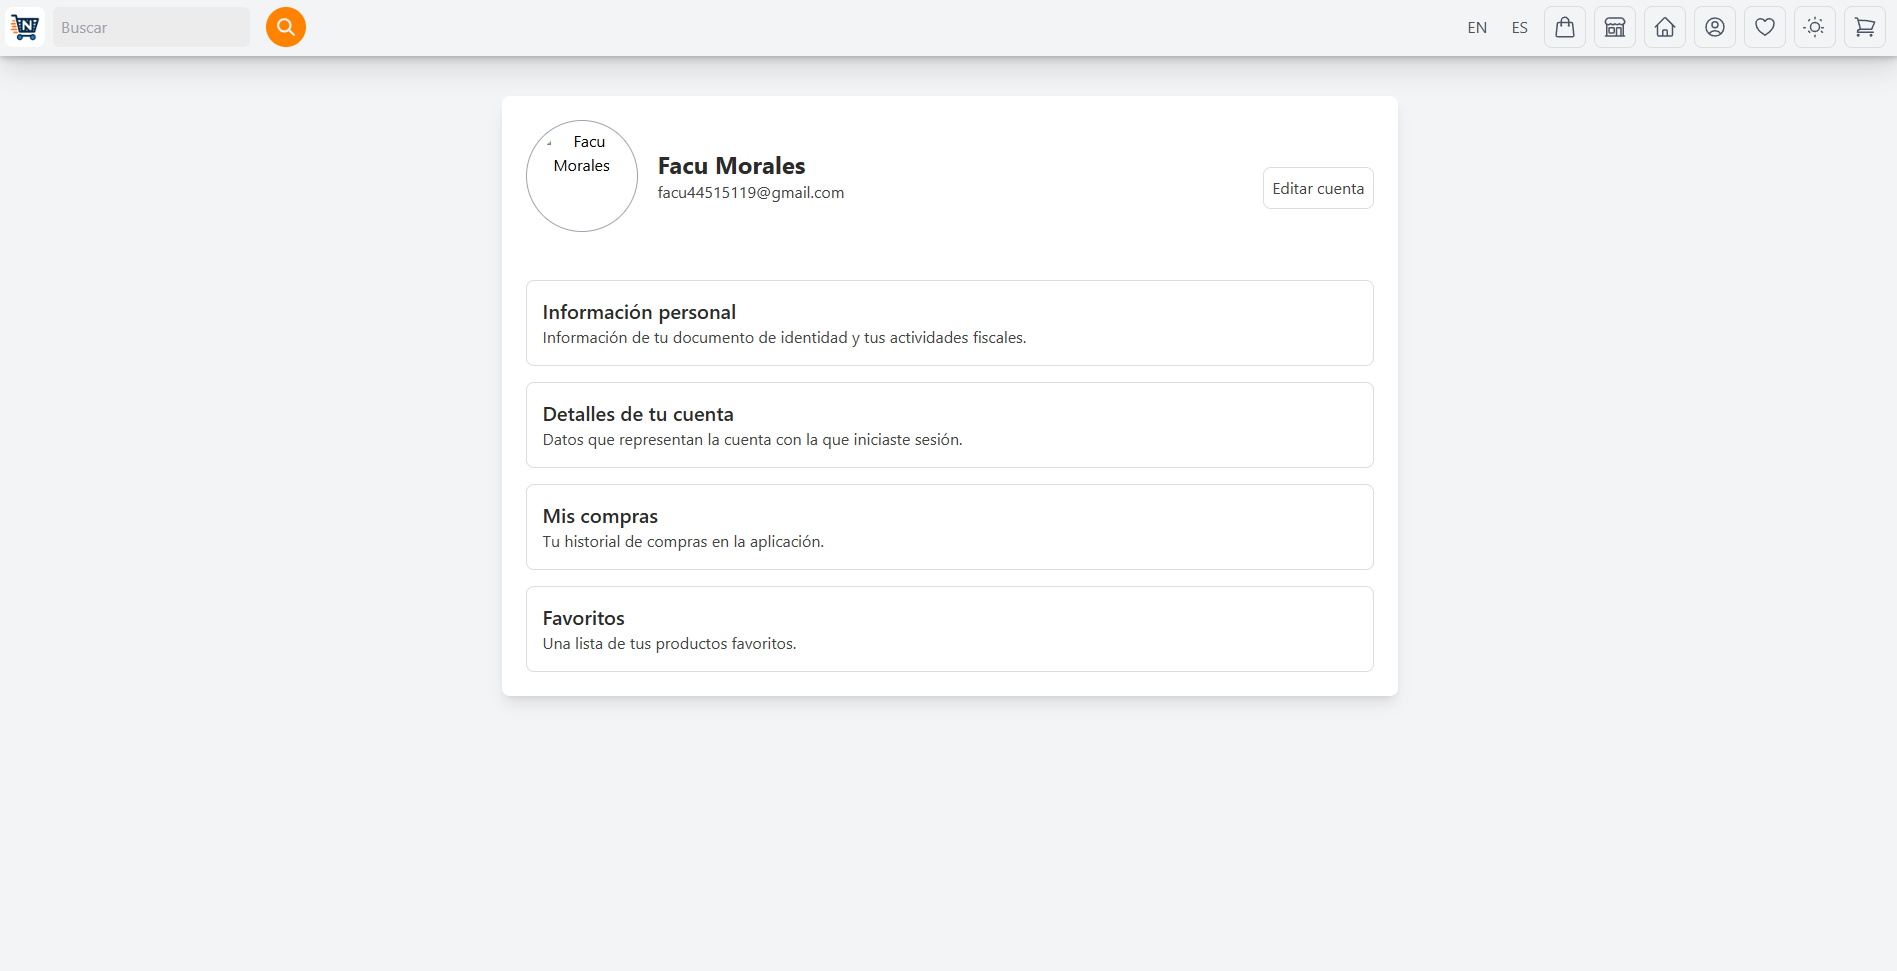 N
Buscar
EN
ES
Facu
Morales
Facu Morales
facu44515119@gmail.com
Editar cuenta
Información personal
Información de tu documento de identidad y tus actividades fiscales.
Detalles de tu cuenta
Datos que representan la cuenta con la que iniciaste sesión.
Mis compras
Tu historial de compras en la aplicación.
Favoritos
Una lista de tus productos favoritos.